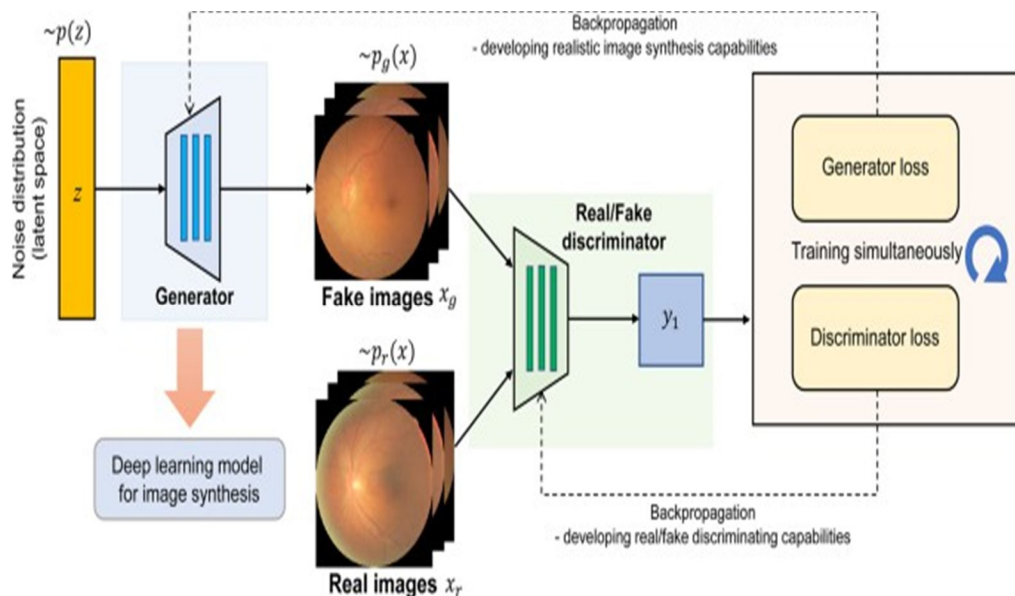 ~p(z)
Noise distribution
(latent space)
z
Generator
Deep learning model
for image synthesis
~p_g(x)
Fake images x_g
~p_r(x)
Real images x_r
Real/Fake
discriminator
y_1
Backpropagation
- developing realistic image synthesis capabilities
Generator loss
Training simultaneously
Discriminator loss
Backpropagation
- developing real/fake discriminating capabilities